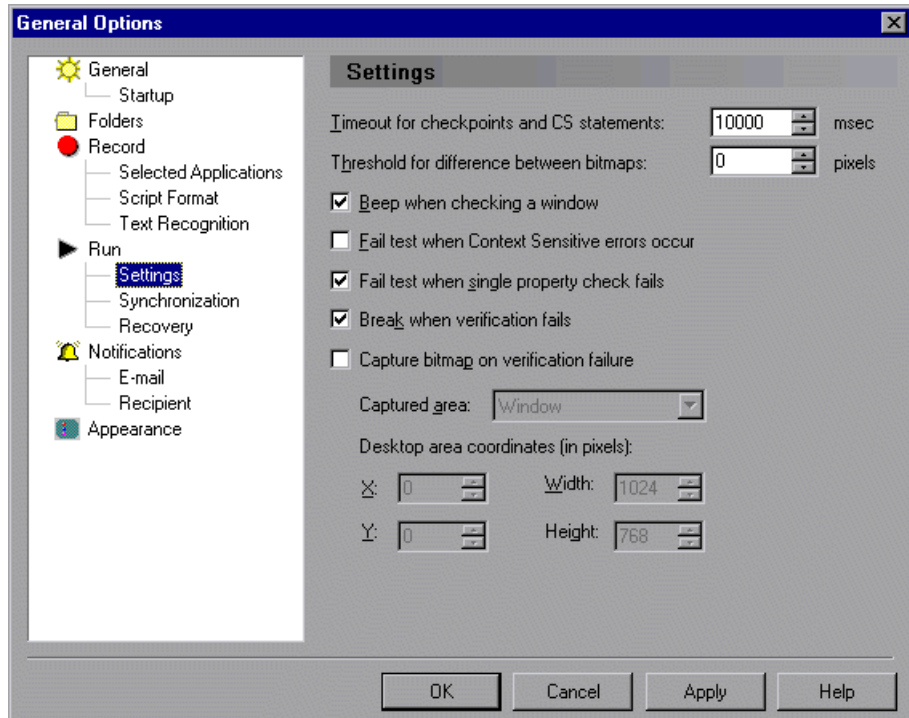 General Options
General
Startup
Folders
Record
Selected Applications
Script Format
Text Recognition
Run
Settings
Synchronization
Recovery
Notifications
E-mail
Recipient
Appearance
Settings
Timeout for checkpoints and CS statements: 10000 msec
Threshold for difference between bitmaps: 0 pixels
Beep when checking a window
Fail test when Context Sensitive errors occur
Fail test when single property check fails
Break when verification fails
Capture bitmap on verification failure
Captured area: Window
Desktop area coordinates (in pixels):
X: 0 Width: 1024
Y: 0 Height: 768
OK Cancel Apply Help